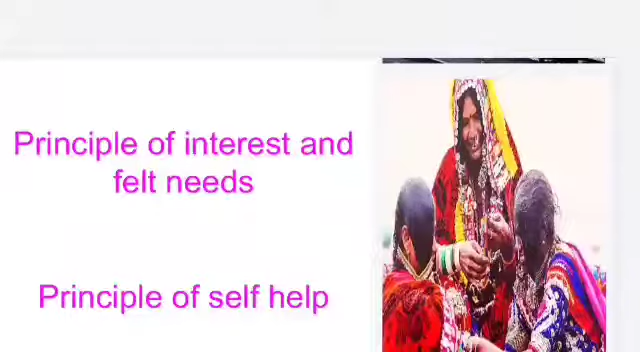 Principle of interest and
felt needs
Principle of self help